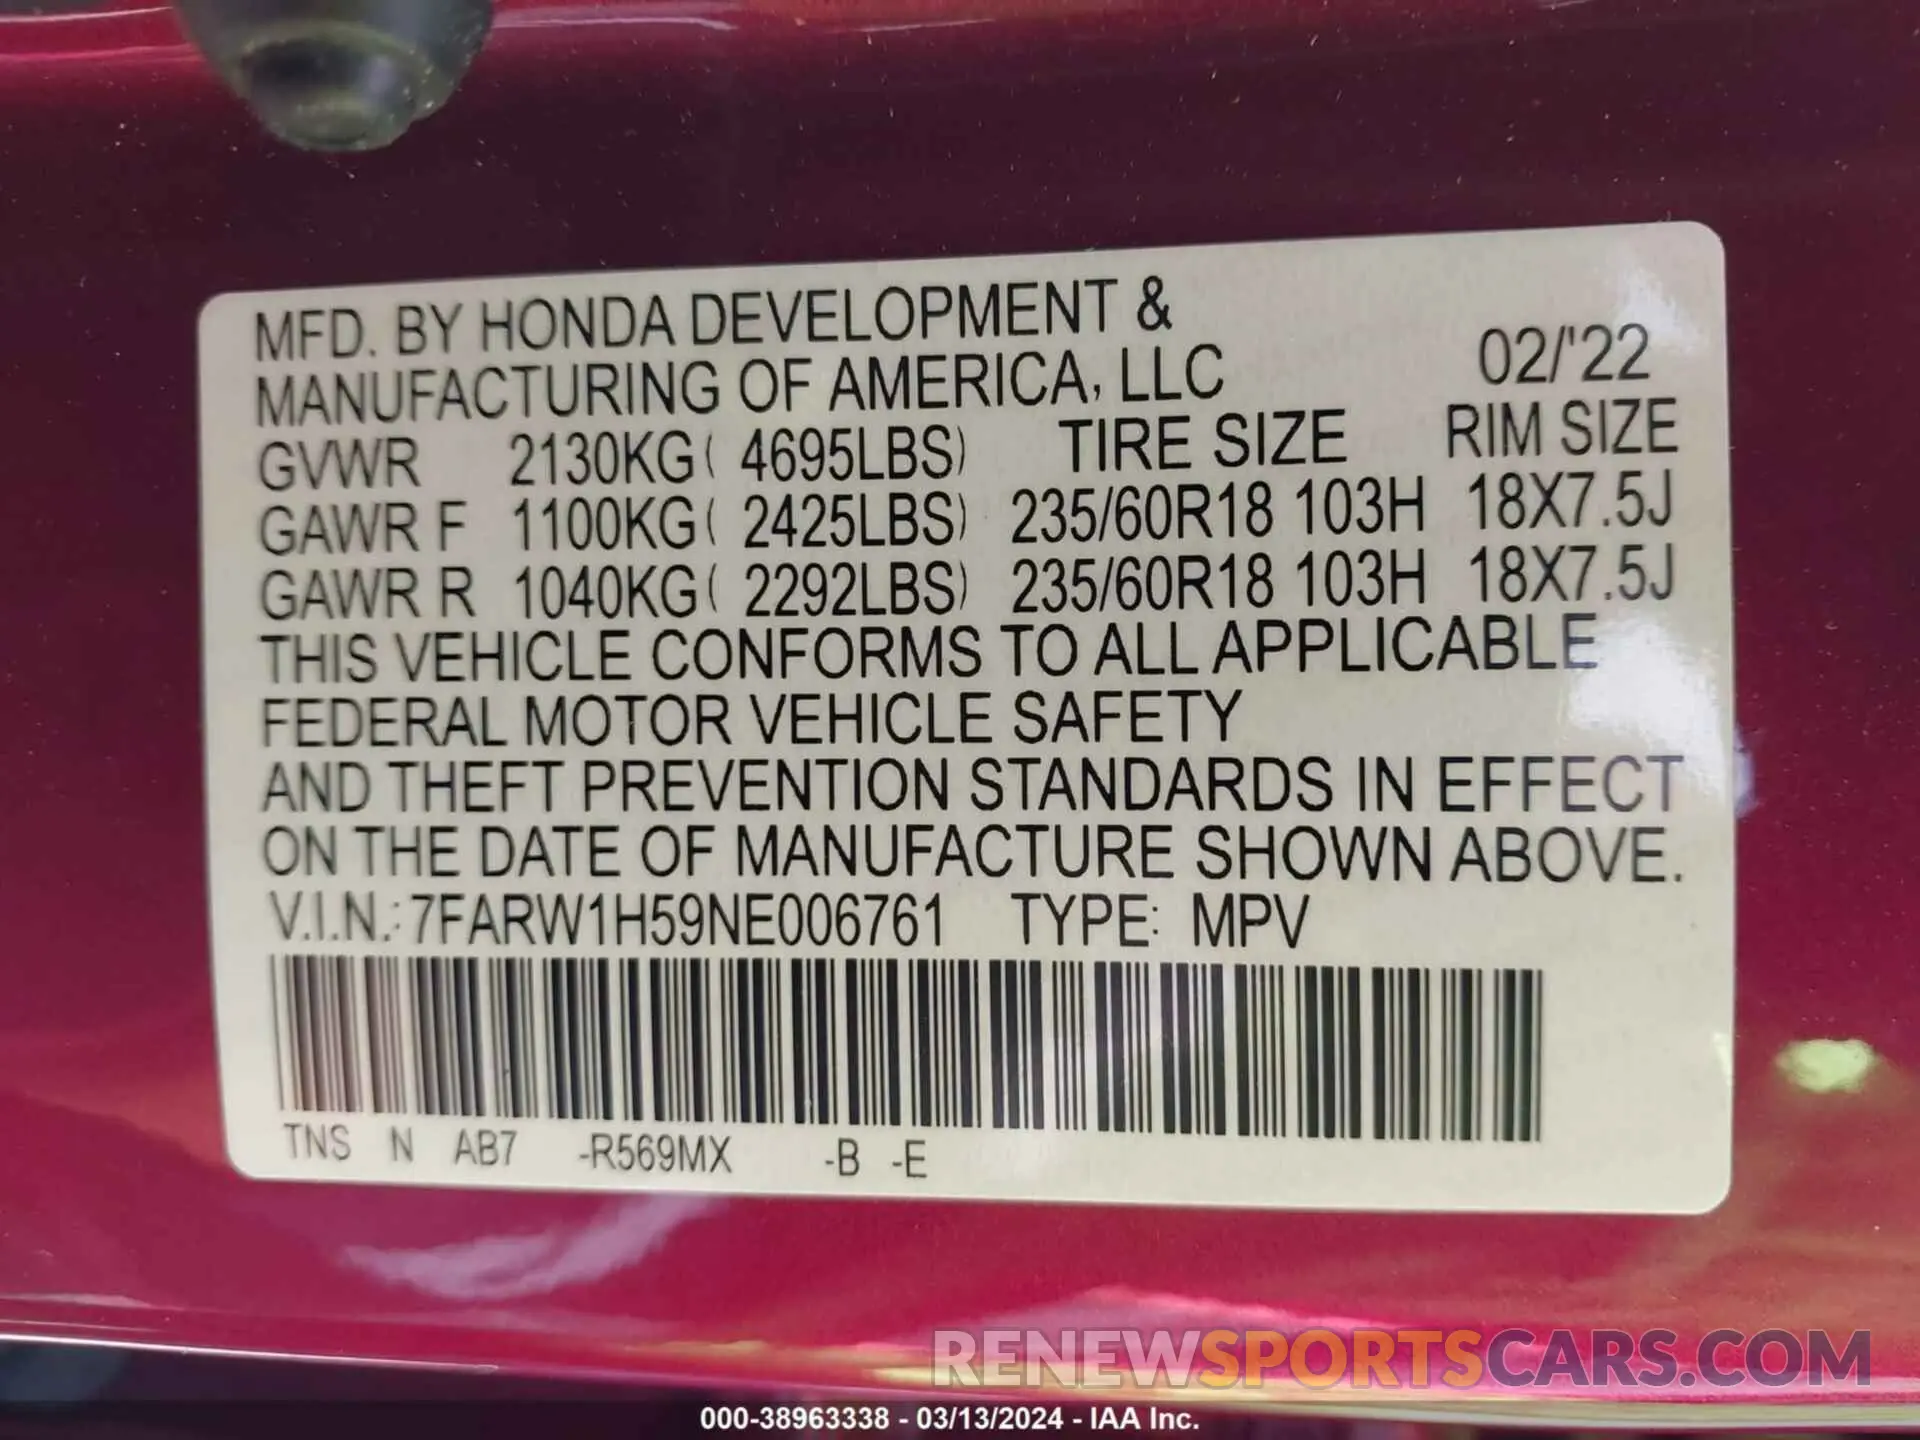 MFD. BY HONDA DEVELOPMENT &
MANUFACTURING OF AMERICA, LLC 02/'22
GVWR 2130KG( 4695LBS) TIRE SIZE RIM SIZE
GAWR F 1100KG( 2425LBS) 235/60R18 103H 18X7.5J
GAWR R 1040KG( 2292LBS) 235/60R18 103H 18X7.5J
THIS VEHICLE CONFORMS TO ALL APPLICABLE
FEDERAL MOTOR VEHICLE SAFETY
AND THEFT PREVENTION STANDARDS IN EFFECT
ON THE DATE OF MANUFACTURE SHOWN ABOVE.
V.I.N.: 7FARW1H59NE006761 TYPE: MPV
TNS N AB7 -R569MX -B -E
RENEWSPORTSCARS.COM
000-38963338 - 03/13/2024 - IAA Inc.